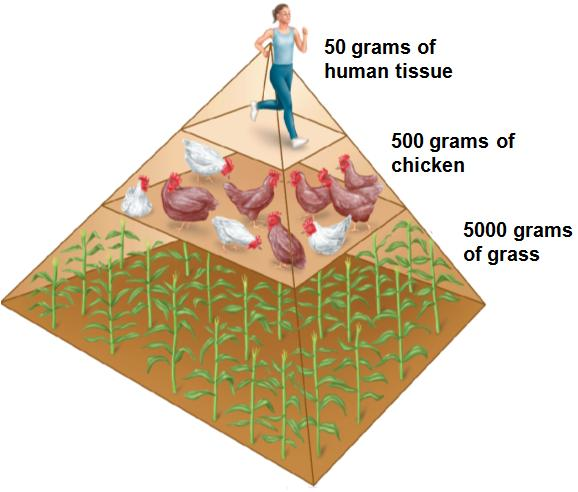 50 grams of
human tissue
500 grams of
chicken
5000 grams
of grass